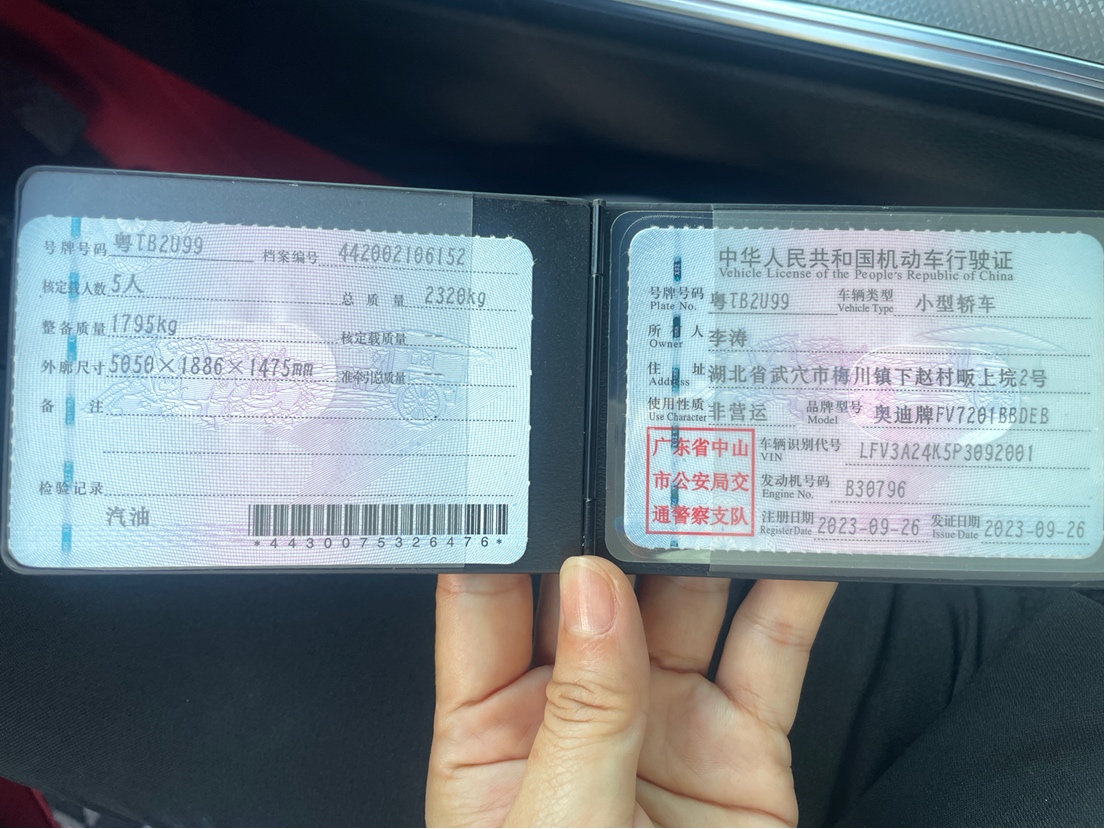 号牌号码 粤TB2U99 档案编号 442002106152
核定载人数 5人 总质量 2320kg
整备质量 1795kg 核定载质量 --
外廓尺寸 5050×1886×1475mm 准牵引总质量 --
备注
检验记录
汽油
*4430075326476*
中华人民共和国机动车行驶证
Vehicle License of the People's Republic of China
号牌号码 粤TB2U99 车辆类型 小型轿车
Plate No. Vehicle Type
所有人 李涛
Owner
住址 湖北省武穴市梅川镇下赵村畈上垸2号
Address
使用性质 非营运 品牌型号 奥迪牌FV7201BBDEB
Use Character Model
广东省中山
市公安局交
通警察支队
车辆识别代号 LFV3A24K5P3092001
VIN
发动机号码 B30796
Engine No.
注册日期 2023-09-26 发证日期 2023-09-26
Register Date Issue Date